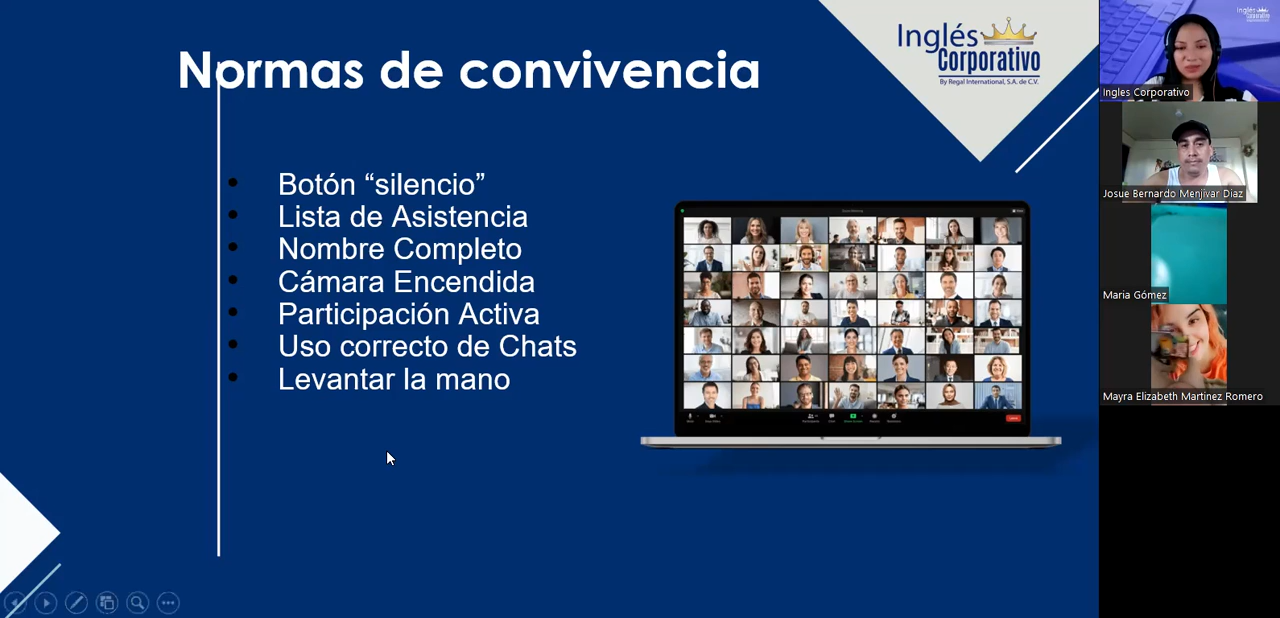 Normas de convivencia
Inglés
Corporativo
By Regal International, S.A. de C.V.
Botón “silencio”
Lista de Asistencia
Nombre Completo
Cámara Encendida
Participación Activa
Uso correcto de Chats
Levantar la mano
Ingles Corporativo
Josue Bernardo Menjivar Diaz
Maria Gómez
Mayra Elizabeth Martinez Romero